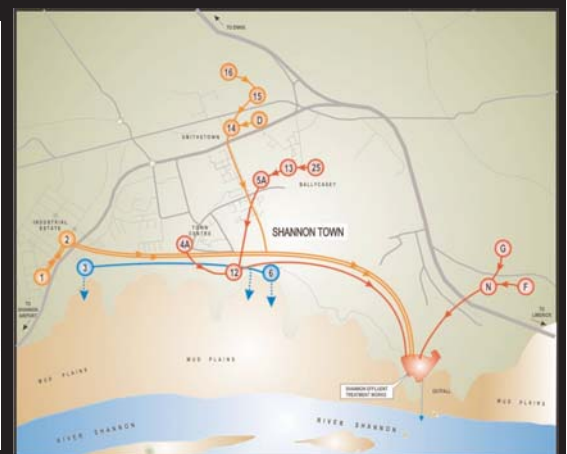 TO ENNIS
16
15
14
D
SMITHSTOWN
5A
13
25
BALLYCASEY
INDUSTRIAL
ESTATE
2
1
TOWN
CENTRE
4A
SHANNON TOWN
3
12
6
G
N
F
TO
SHANNON
AIRPORT
TO
LIMERICK
MUD PLAINS
MUD PLAINS
SHANNON EFFLUENT
TREATMENT WORKS
OUTFALL
MUD PLAINS
RIVER SHANNON
RIVER SHANNON